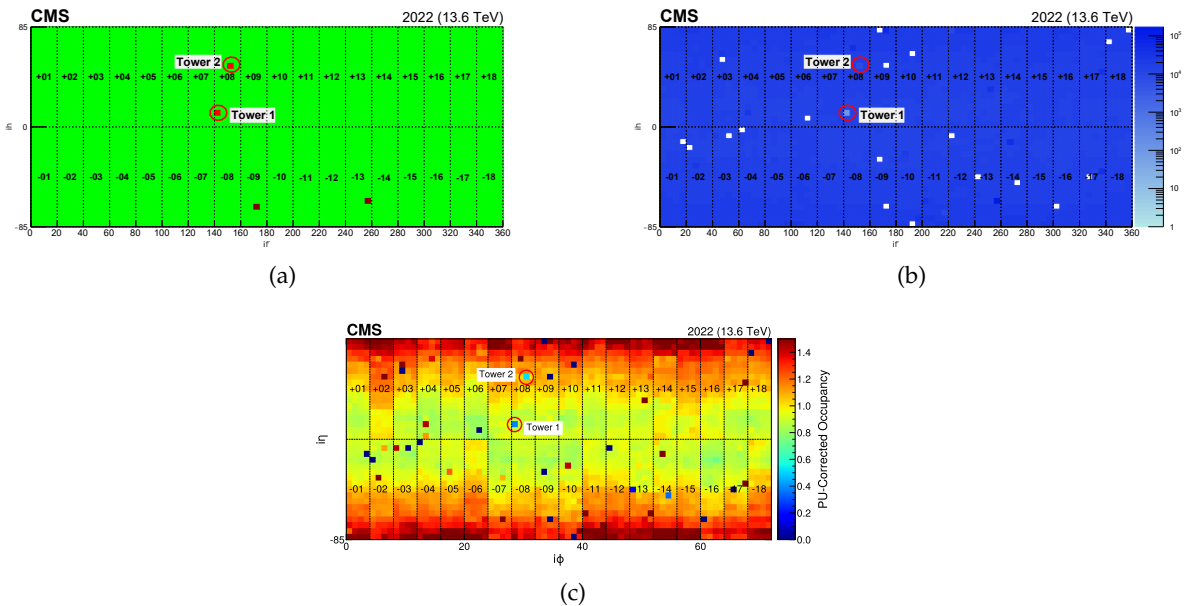 CMS 2022 (13.6 TeV)
85
Tower 2
+01 +02 +03 +04 +05 +06 +07 +08 +09 +10 +11 +12 +13 +14 +15 +16 +17 +18
Tower 1
0
-01 -02 -03 -04 -05 -06 -07 -08 -09 -10 -11 -12 -13 -14 -15 -16 -17 -18
-85
0 20 40 60 80 100 120 140 160 180 200 220 240 260 280 300 320 340 360
(a)
CMS 2022 (13.6 TeV)
85
Tower 2
+01 +02 +03 +04 +05 +06 +07 +08 +09 +10 +11 +12 +13 +14 +15 +16 +17 +18
Tower 1
0
-01 -02 -03 -04 -05 -06 -07 -08 -09 -10 -11 -12 -13 -14 -15 -16 -17 -18
-85
0 20 40 60 80 100 120 140 160 180 200 220 240 260 280 300 320 340 360
10⁵
10⁴
10³
10²
10
1
(b)
CMS 2022 (13.6 TeV)
Tower 2
+01 +02 +03 +04 +05 +06 +07 +08 +09 +10 +11 +12 +13 +14 +15 +16 +17 +18
Tower 1
iη
-01 -02 -03 -04 -05 -06 -07 -08 -09 -10 -11 -12 -13 -14 -15 -16 -17 -18
-85
0 20 40 60
iϕ
1.4
1.2
1.0
0.8
0.6
0.4
0.2
0.0
PU-Corrected Occupancy
(c)